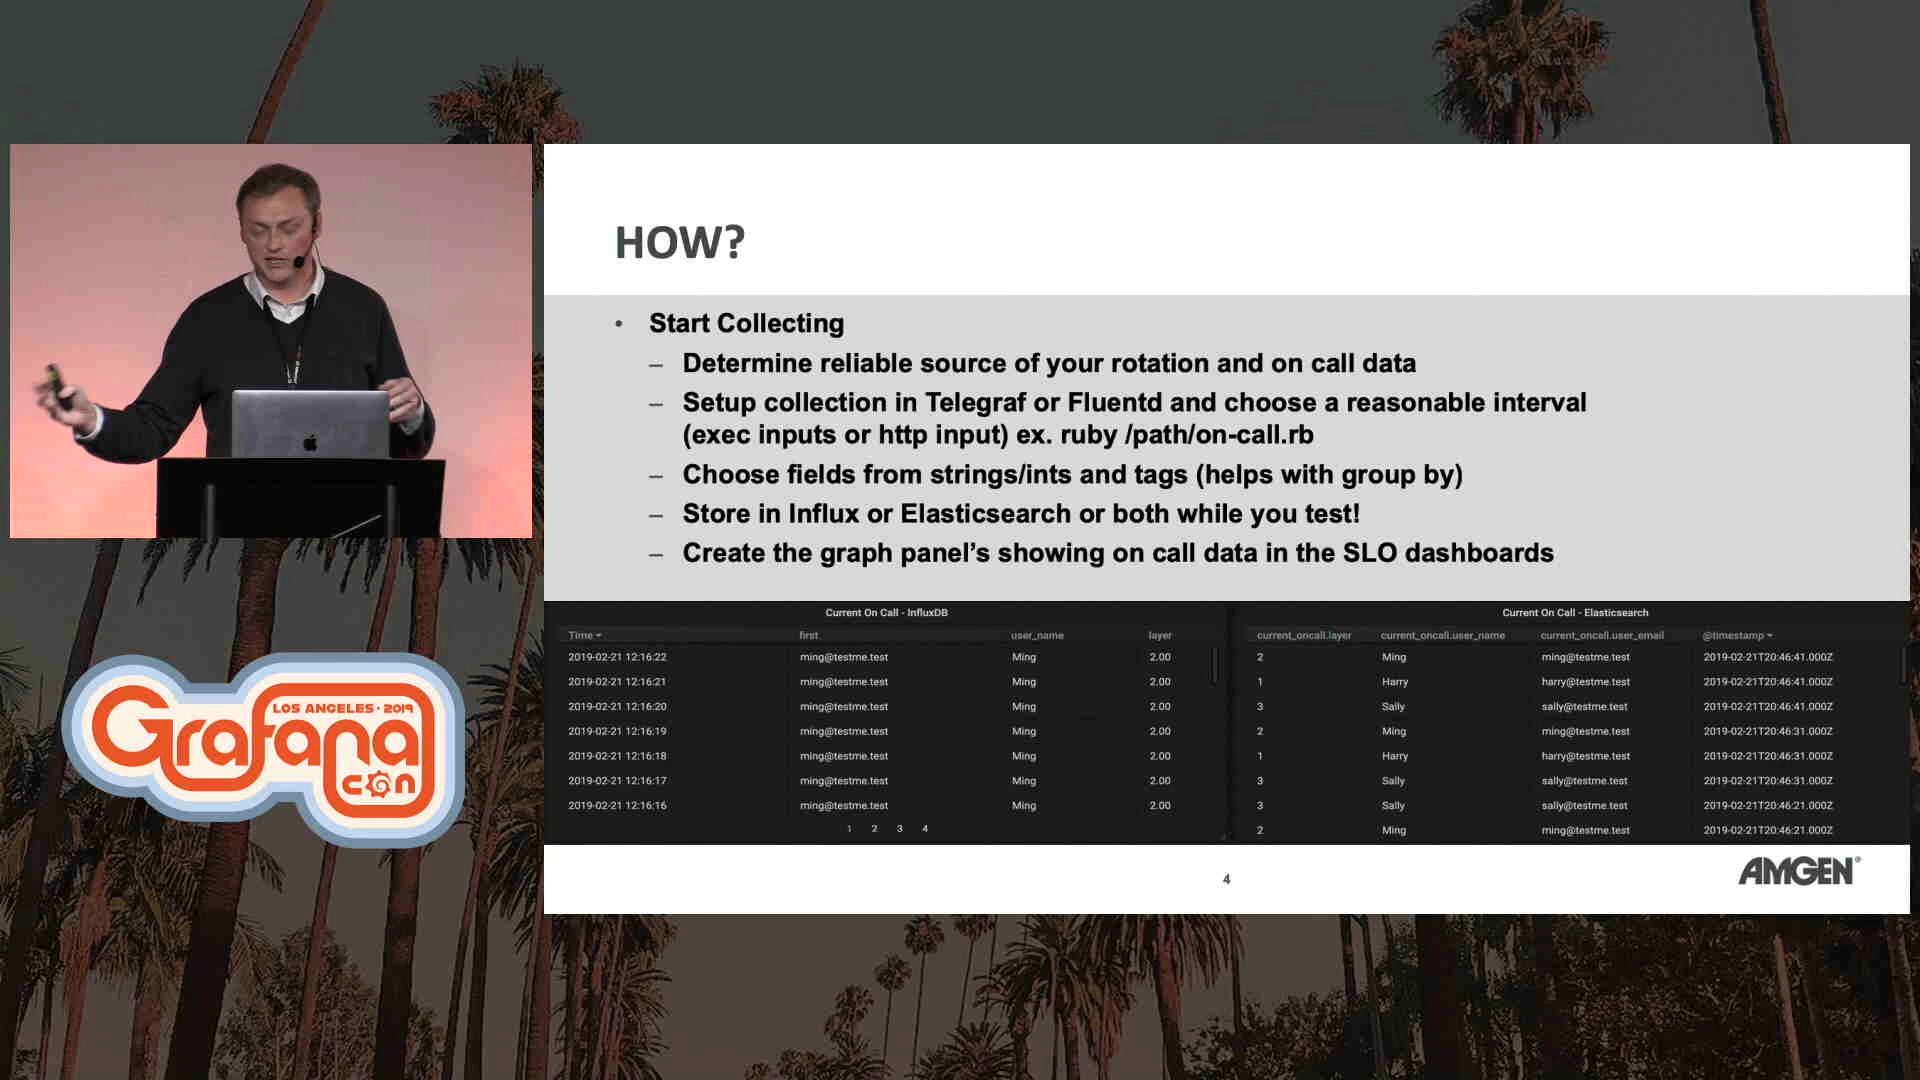 HOW?
• Start Collecting
– Determine reliable source of your rotation and on call data
– Setup collection in Telegraf or Fluentd and choose a reasonable interval
(exec inputs or http input) ex. ruby /path/on-call.rb
– Choose fields from strings/ints and tags (helps with group by)
– Store in Influx or Elasticsearch or both while you test!
– Create the graph panel’s showing on call data in the SLO dashboards
Current On Call - InfluxDB
Time first user_name layer
2019-02-21 12:16:22 ming@testme.test Ming 2.00
2019-02-21 12:16:21 ming@testme.test Ming 2.00
2019-02-21 12:16:20 ming@testme.test Ming 2.00
2019-02-21 12:16:19 ming@testme.test Ming 2.00
2019-02-21 12:16:18 ming@testme.test Ming 2.00
2019-02-21 12:16:17 ming@testme.test Ming 2.00
2019-02-21 12:16:16 ming@testme.test Ming 2.00
1 2 3 4
Current On Call - Elasticsearch
current_oncall.layer current_oncall.user_name current_oncall.user_email @timestamp
2 Ming ming@testme.test 2019-02-21T20:46:41.000Z
1 Harry harry@testme.test 2019-02-21T20:46:41.000Z
3 Sally sally@testme.test 2019-02-21T20:46:41.000Z
2 Ming ming@testme.test 2019-02-21T20:46:31.000Z
1 Harry harry@testme.test 2019-02-21T20:46:31.000Z
3 Sally sally@testme.test 2019-02-21T20:46:31.000Z
3 Sally sally@testme.test 2019-02-21T20:46:21.000Z
2 Ming ming@testme.test 2019-02-21T20:46:21.000Z
4
AMGEN®
LOS ANGELES · 2019
Grafana
con